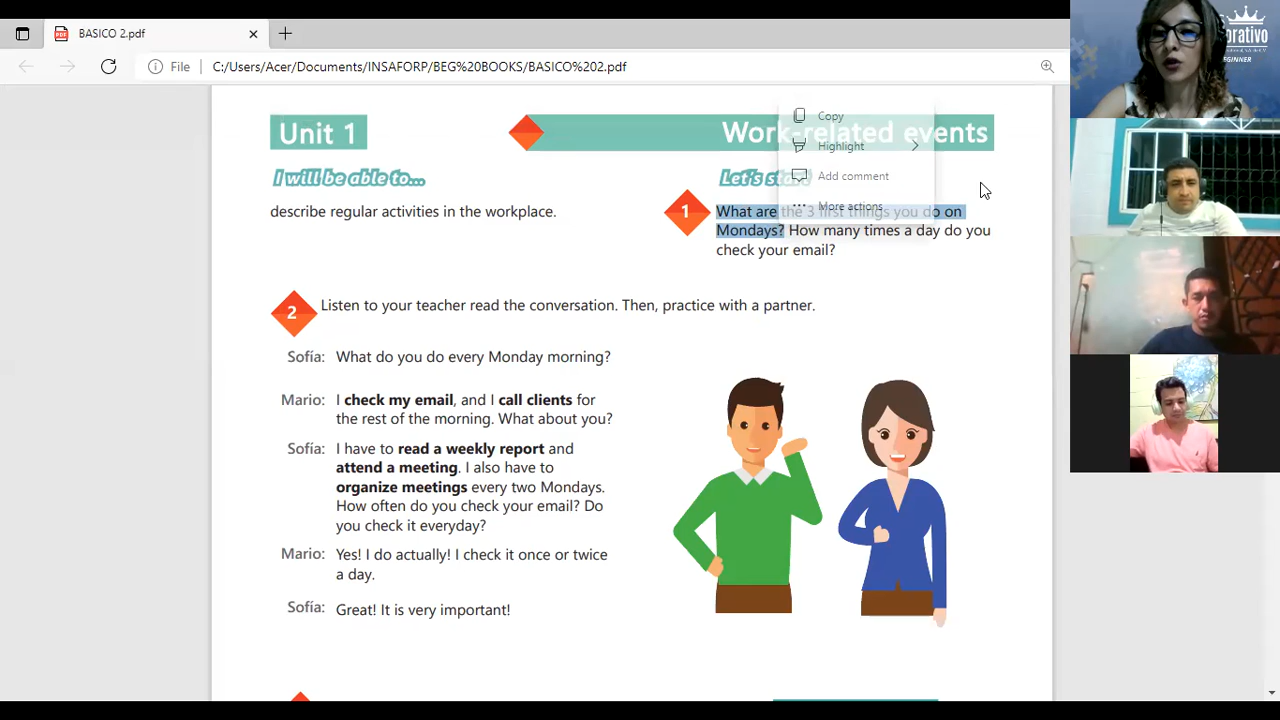 BASICO 2.pdf
File
C:/Users/Acer/Documents/INSAFORP/BEG%20BOOKS/BASICO%202.pdf
orativo
EGINNER
Unit 1
Work-related events
I will be able to...
Let's start
describe regular activities in the workplace.
1
What are the 3 first things you do on
Mondays? How many times a day do you
check your email?
Copy
Highlight
Add comment
More actions
2
Listen to your teacher read the conversation. Then, practice with a partner.
Sofía: What do you do every Monday morning?
Mario: I check my email, and I call clients for
the rest of the morning. What about you?
Sofía: I have to read a weekly report and
attend a meeting. I also have to
organize meetings every two Mondays.
How often do you check your email? Do
you check it everyday?
Mario: Yes! I do actually! I check it once or twice
a day.
Sofía: Great! It is very important!